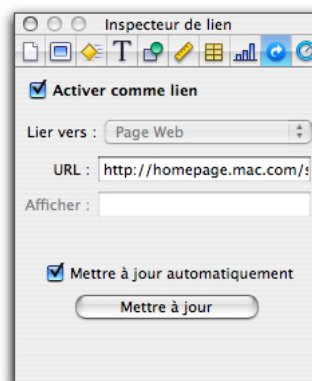 Inspecteur de lien
T
Activer comme lien
Lier vers : Page Web
URL : http://homepage.mac.com/s
Afficher :
Mettre à jour automatiquement
Mettre à jour